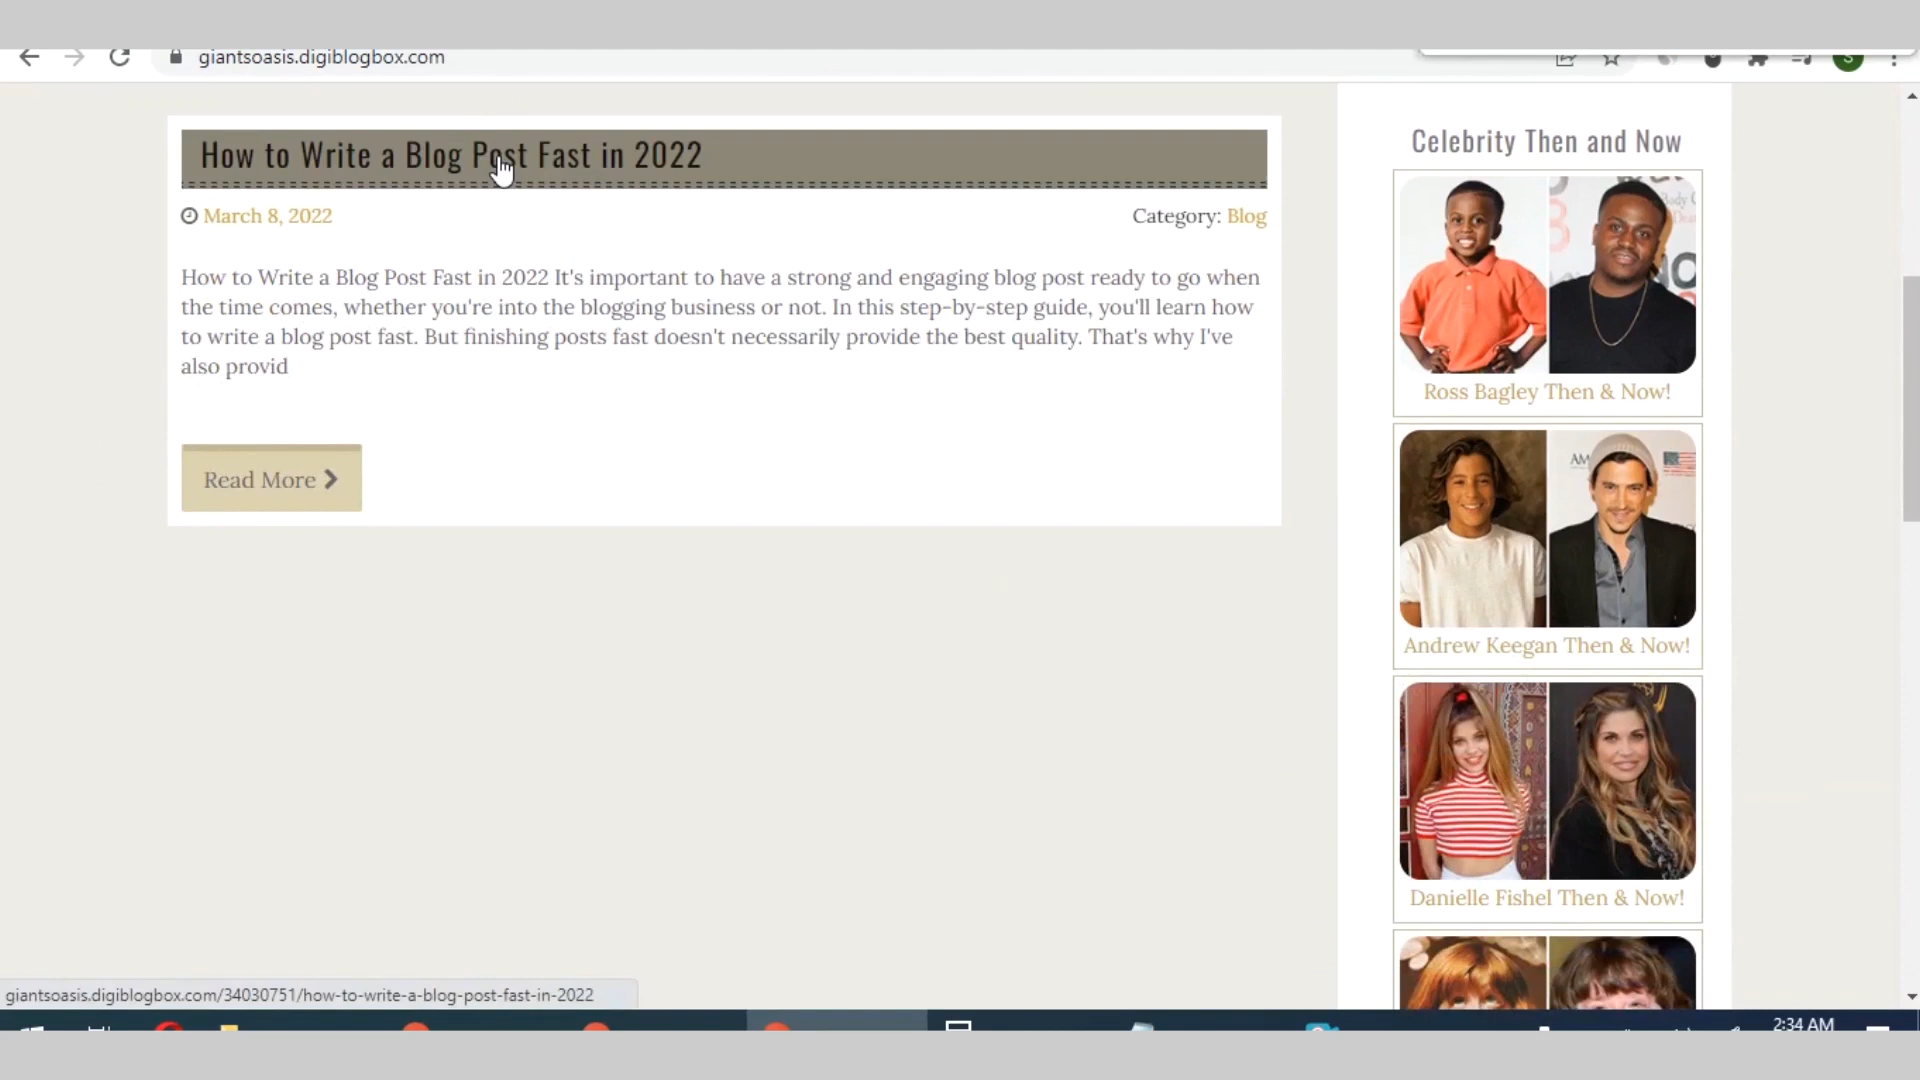 giantsoasis.digiblogbox.com
How to Write a Blog Post Fast in 2022
March 8, 2022
Category: Blog
How to Write a Blog Post Fast in 2022 It's important to have a strong and engaging blog post ready to go when
the time comes, whether you're into the blogging business or not. In this step-by-step guide, you'll learn how
to write a blog post fast. But finishing posts fast doesn't necessarily provide the best quality. That's why I've
also provid
Read More
Celebrity Then and Now
Ross Bagley Then & Now!
Andrew Keegan Then & Now!
Danielle Fishel Then & Now!
giantsoasis.digiblogbox.com/34030751/how-to-write-a-blog-post-fast-in-2022
2:34 AM